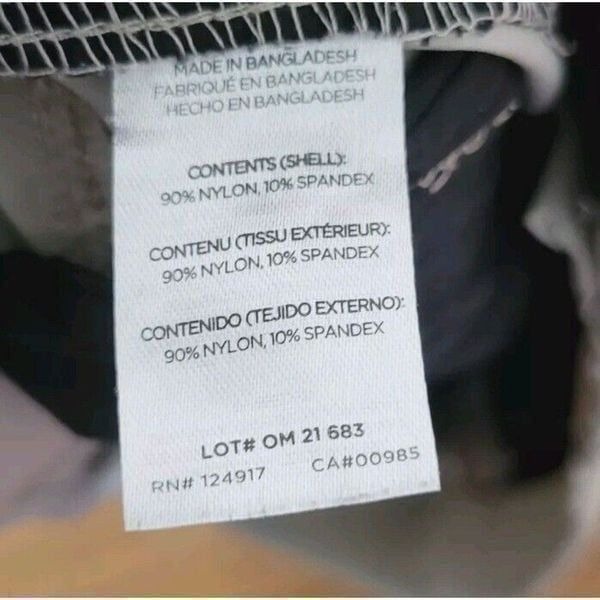 MADE IN BANGLADESH
FABRIQUÉ EN BANGLADESH
HECHO EN BANGLADESH
CONTENTS (SHELL):
90% NYLON, 10% SPANDEX
CONTENU (TISSU EXTÉRIEUR):
90% NYLON, 10% SPANDEX
CONTENIDO (TEJIDO EXTERNO):
90% NYLON, 10% SPANDEX
LOT# OM 21 683
RN# 124917 CA#00985